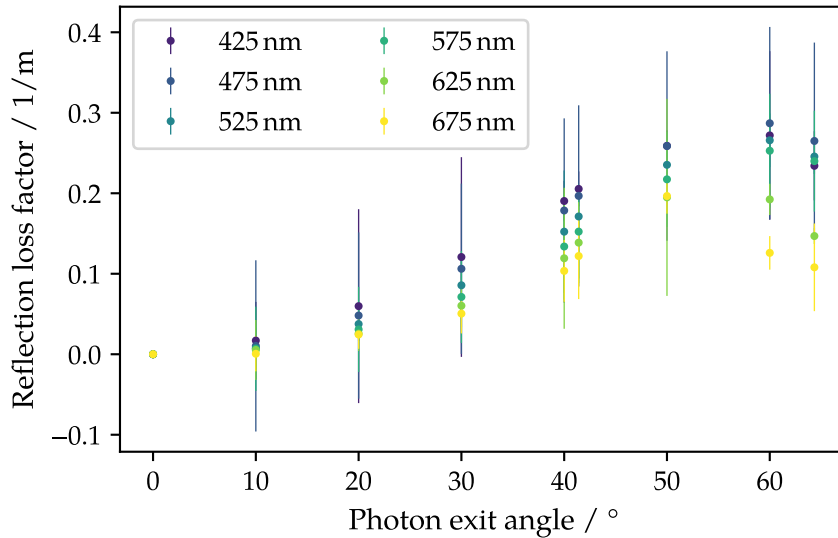 0.4
0.3
0.2
0.1
0.0
−0.1
Reflection loss factor / 1/m
425 nm
475 nm
525 nm
575 nm
625 nm
675 nm
0 10 20 30 40 50 60
Photon exit angle / °